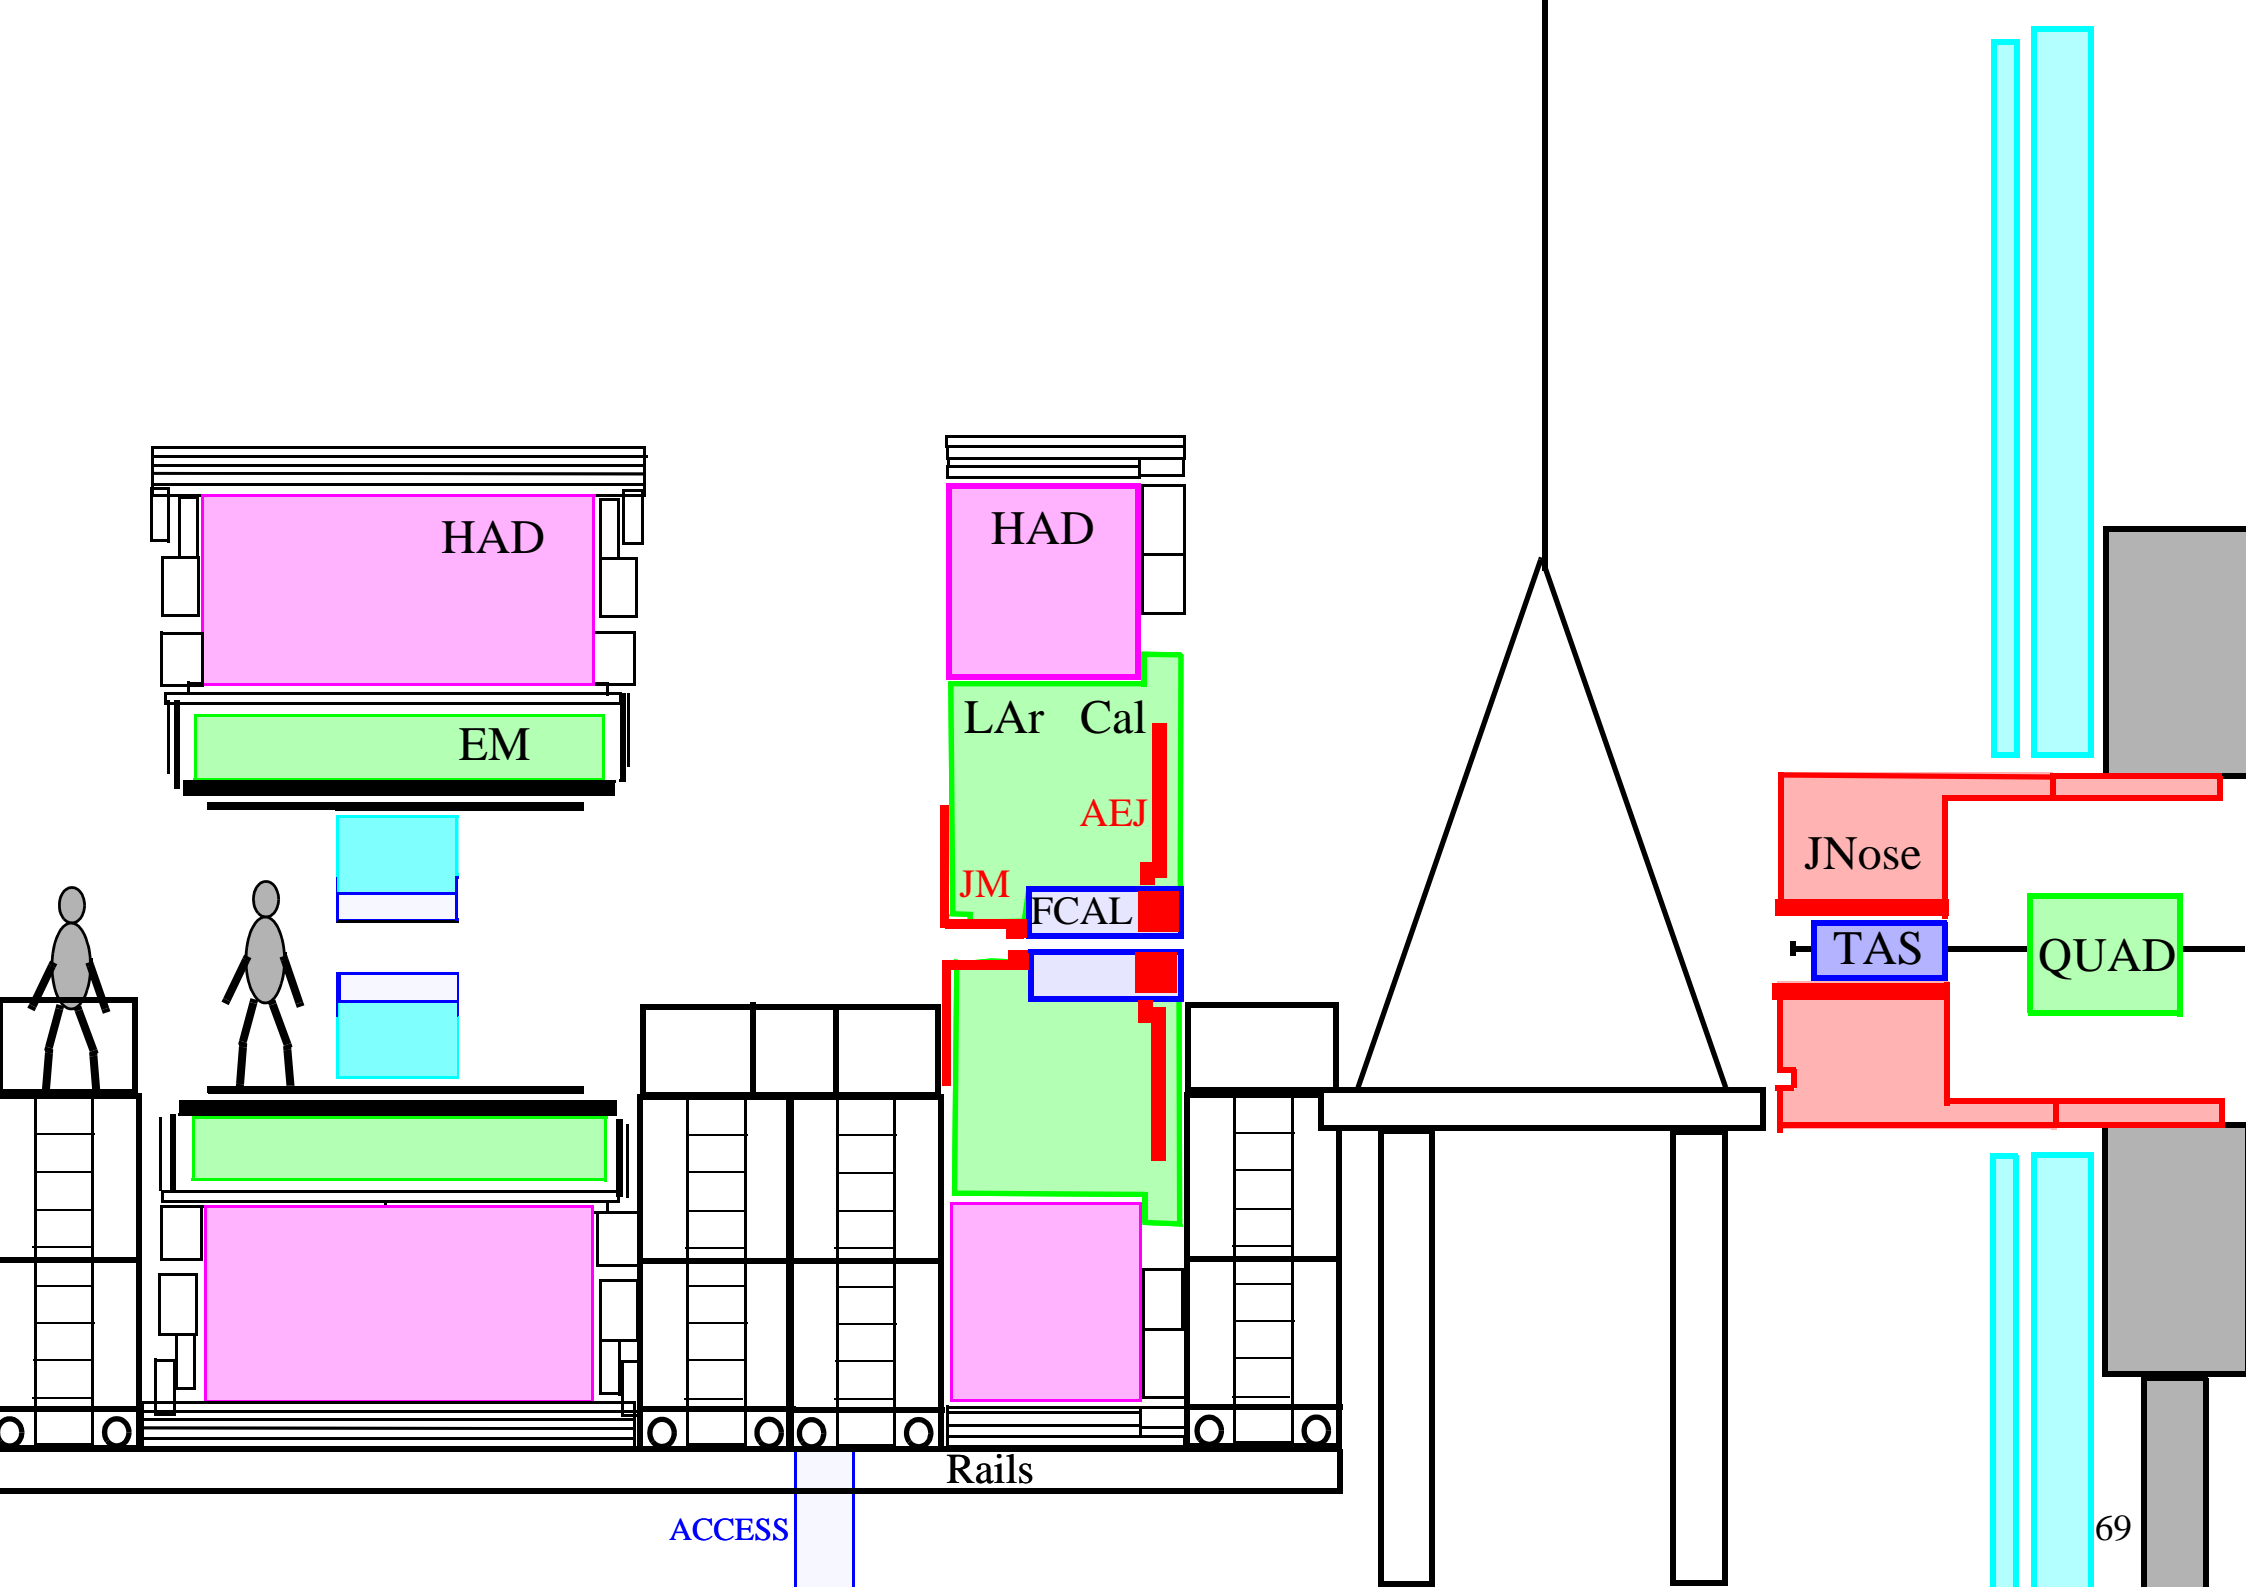 HAD
HAD
LAr Cal
EM
AEJ
JNose
JM
FCAL
TAS
QUAD
Rails
ACCESS
69